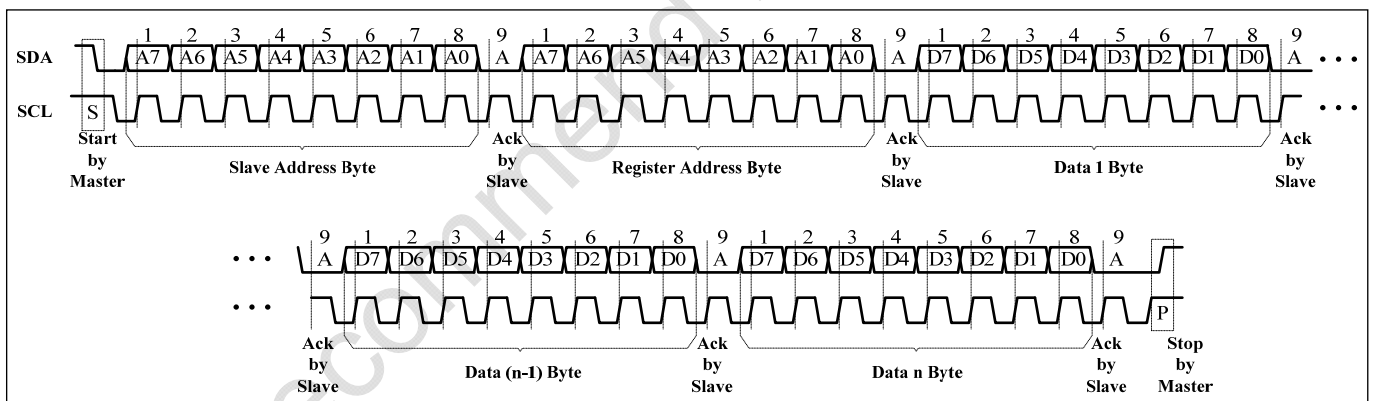 1 2 3 4 5 6 7 8 9 1 2 3 4 5 6 7 8 9 1 2 3 4 5 6 7 8 9
SDA A7 A6 A5 A4 A3 A2 A1 A0 A A7 A6 A5 A4 A3 A2 A1 A0 A D7 D6 D5 D4 D3 D2 D1 D0 A • • •
SCL S • • •
Start by Master
Slave Address Byte
Ack by Slave
Register Address Byte
Ack by Slave
Data 1 Byte
Ack by Slave
9 1 2 3 4 5 6 7 8 9 1 2 3 4 5 6 7 8 9
• • • A D7 D6 D5 D4 D3 D2 D1 D0 A D7 D6 D5 D4 D3 D2 D1 D0 A
• • • P
Ack by Slave
Data (n-1) Byte
Ack by Slave
Data n Byte
Ack by Slave
Stop by Master